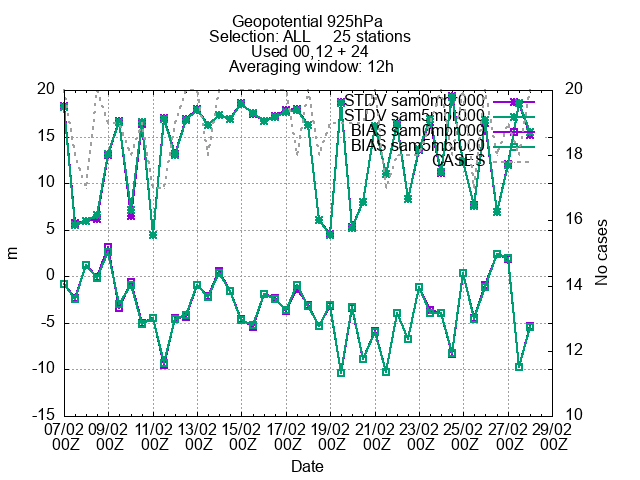 Geopotential 925hPa
Selection: ALL 25 stations
Used 00,12 + 24
Averaging window: 12h
STDV sam0mbr000
STDV sam5mbr000
BIAS sam0mbr000
BIAS sam5mbr000
CASES
20
15
10
5
0
-5
-10
-15
m
20
18
16
14
12
10
No cases
07/02 09/02 11/02 13/02 15/02 17/02 19/02 21/02 23/02 25/02 27/02 29/02
00Z 00Z 00Z 00Z 00Z 00Z 00Z 00Z 00Z 00Z 00Z 00Z
Date